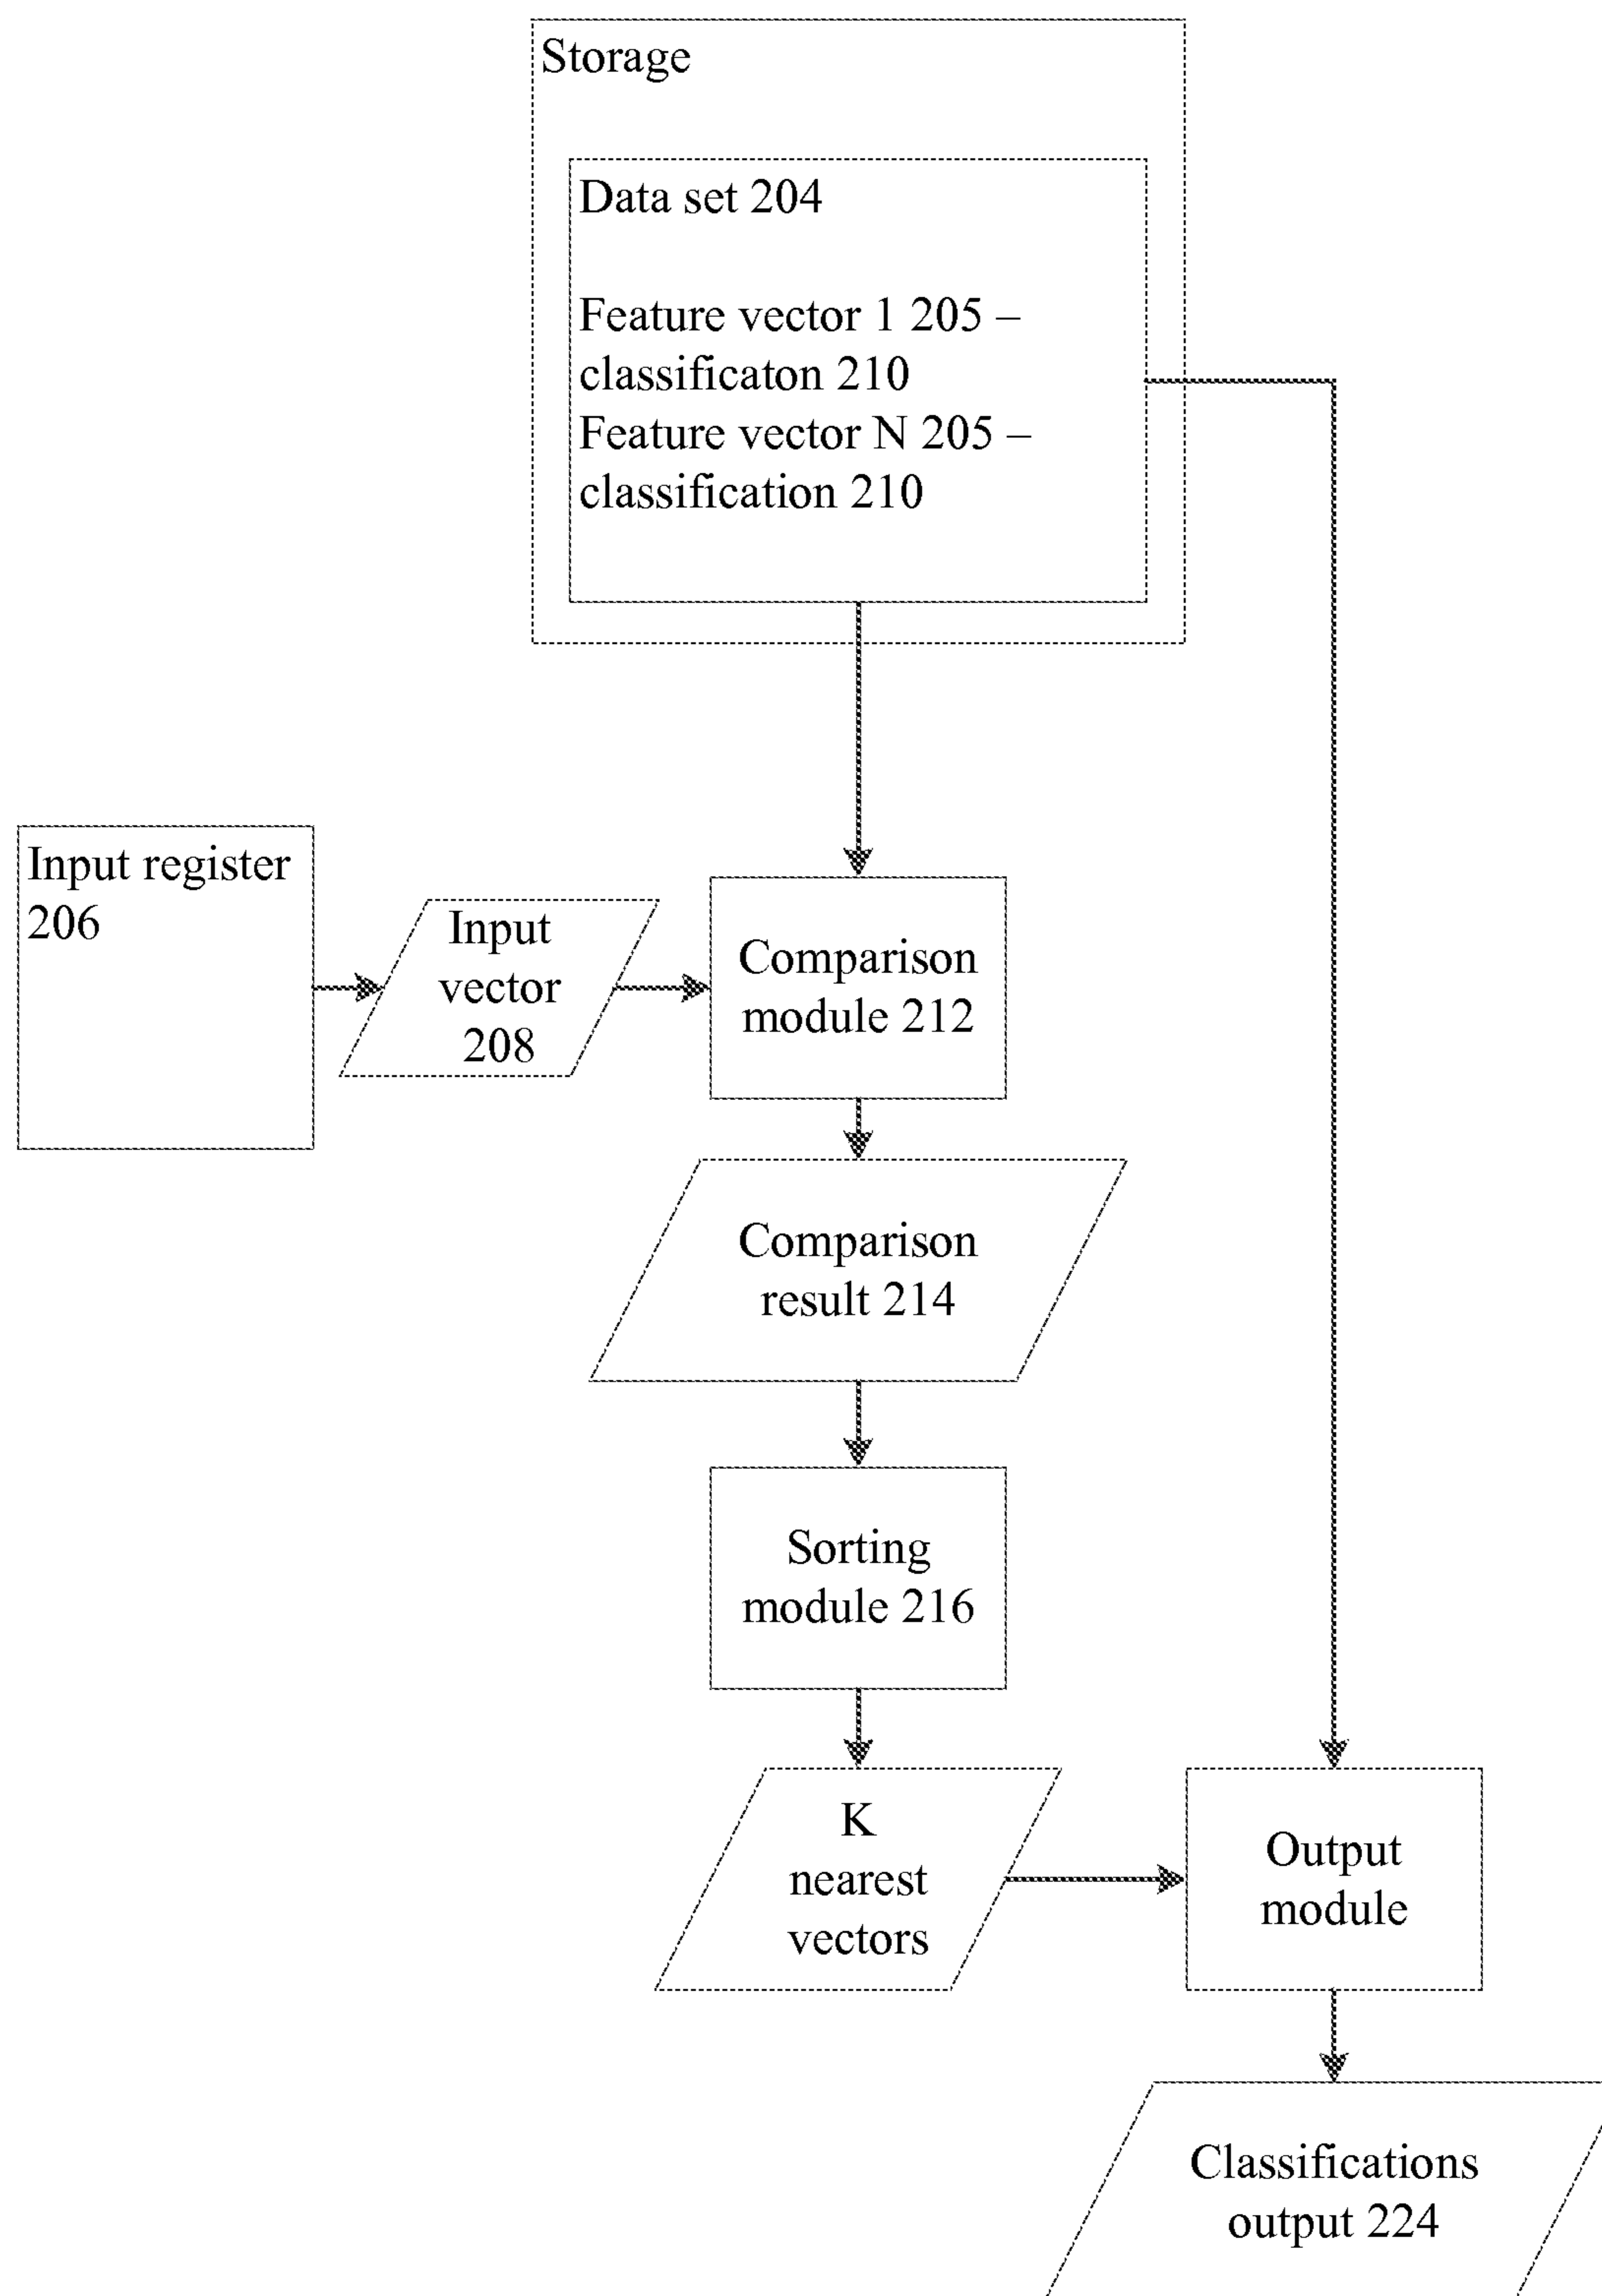 Storage
Data set 204
Feature vector 1 205 –
classificaton 210
Feature vector N 205 –
classification 210
Input register
206
Input
vector
208
Comparison
module 212
Comparison
result 214
Sorting
module 216
K
nearest
vectors
Output
module
Classifications
output 224